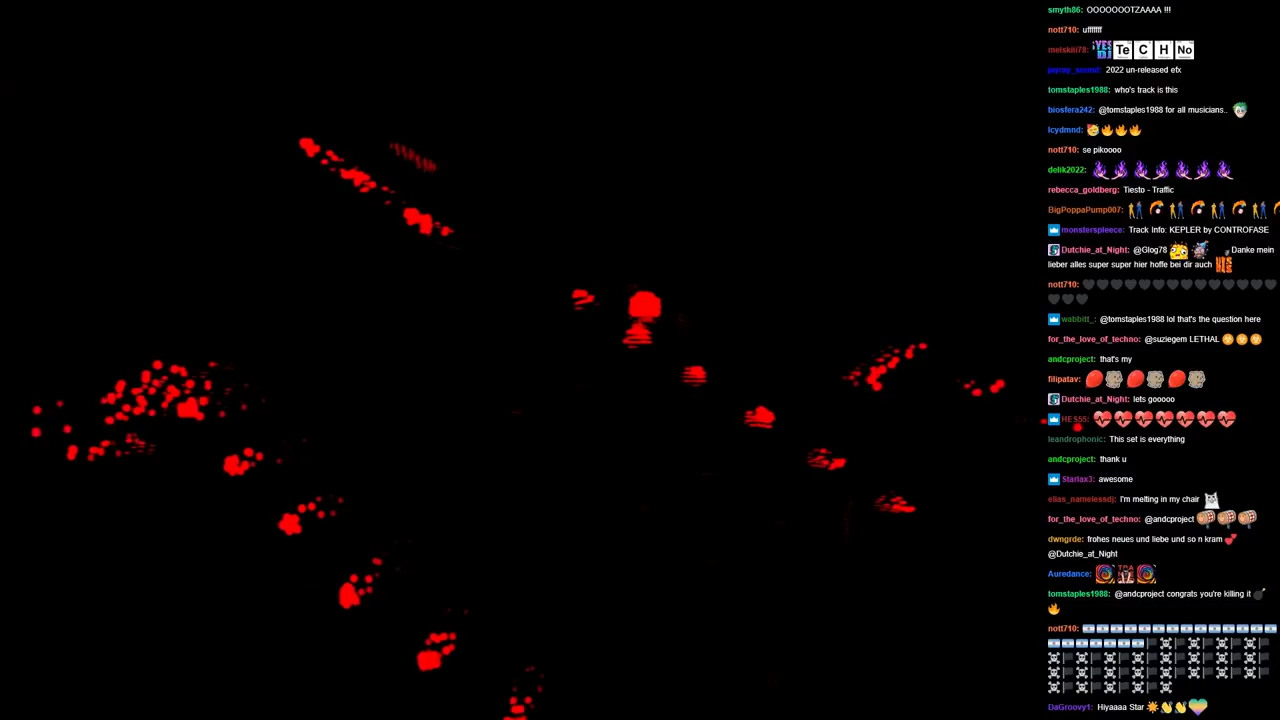 smyth86: OOOOOOOTZAAAA !!!
nott710: ufffffff
melskiii78: YES DJ Te C H No
2022 un-released efx
tomstaples1988: who's track is this
biosfera242: @tomstaples1988 for all musicians..
lcydmnd:
nott710: se pikoooo
delik2022:
rebecca_goldberg: Tiesto - Traffic
BigPoppaPump007:
monsterspleece: Track Info: KEPLER by CONTROFASE
Dutchie_at_Night: @Glog78 Danke mein
lieber alles super super hier hoffe bei dir auch
nott710:
wabbitt_: @tomstaples1988 lol that's the question here
for_the_love_of_techno: @suziegem LETHAL
andcproject: that's my
filipatav:
Dutchie_at_Night: lets gooooo
HES55:
leandrophonic: This set is everything
andcproject: thank u
Starlax3: awesome
elias_namelessdj: I'm melting in my chair
for_the_love_of_techno: @andcproject
dwngrde: frohes neues und liebe und so n kram
@Dutchie_at_Night
Auredance:
tomstaples1988: @andcproject congrats you're killing it
nott710:
DaGroovy1: Hiyaaaa Star